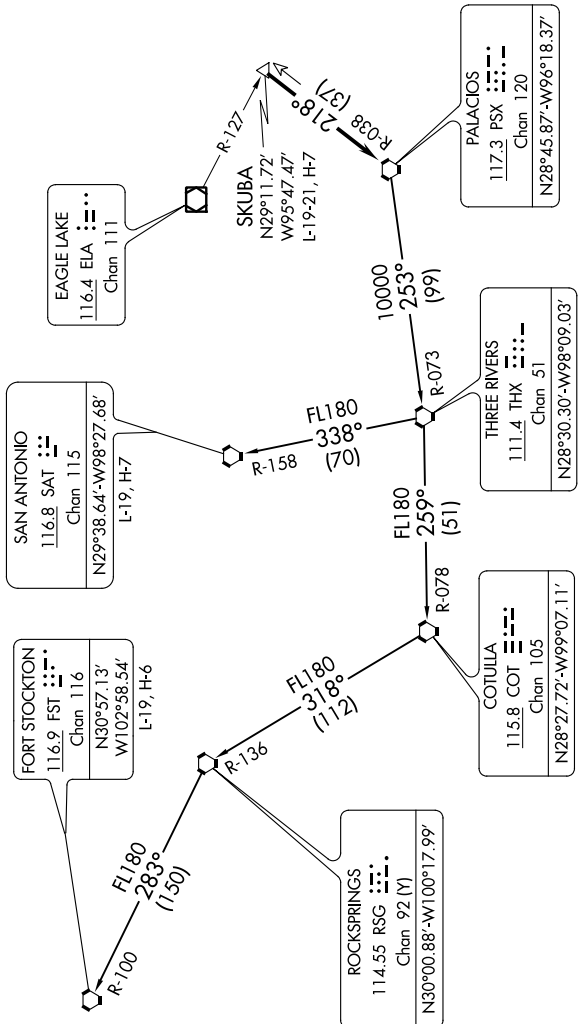 FORT STOCKTON
116.9 FST
Chan 116
N30°57.13′
W102°58.54′
L-19, H-6
SAN ANTONIO
116.8 SAT
Chan 115
N29°38.64′-W98°27.68′
L-19, H-7
EAGLE LAKE
116.4 ELA
Chan 111
R-127
SKUBA
N29°11.72′
W95°47.47′
L-19-21, H-7
218°
(37)
R-038
PALACIOS
117.3 PSX
Chan 120
N28°45.87′-W96°18.37′
10000
253°
(99)
R-073
THREE RIVERS
111.4 THX
Chan 51
N28°30.30′-W98°09.03′
FL180
338°
(70)
R-158
FL180
259°
(51)
R-078
COTULLA
115.8 COT
Chan 105
N28°27.72′-W99°07.11′
FL180
318°
(112)
R-136
ROCKSPRINGS
114.55 RSG
Chan 92 (Y)
N30°00.88′-W100°17.99′
FL180
283°
(150)
R-100